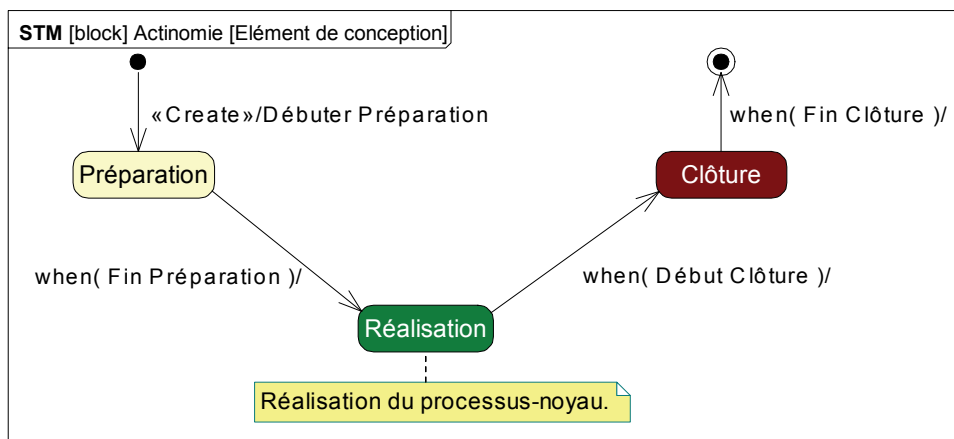 STM [block] Actinomie [Elément de conception]
«Create»/Débuter Préparation
when( Fin Clôture )/
Préparation
Clôture
when( Fin Préparation )/
when( Début Clôture )/
Réalisation
Réalisation du processus-noyau.